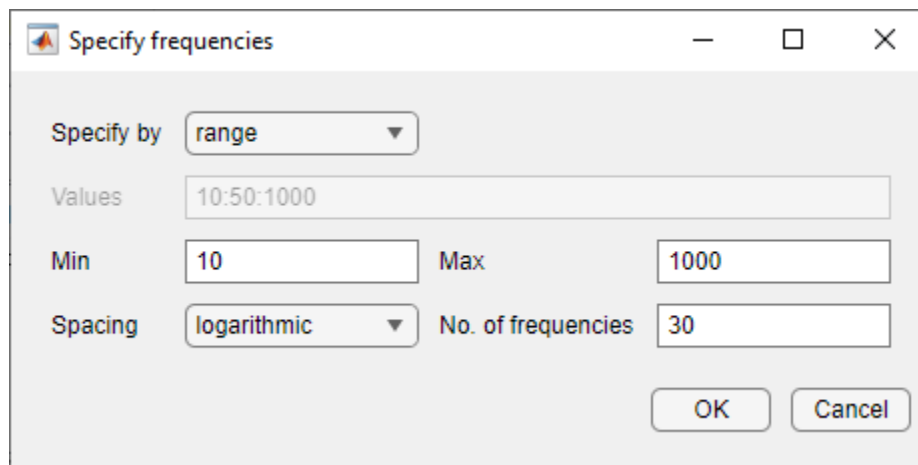 Specify frequencies
Specify by range
Values 10:50:1000
Min 10 Max 1000
Spacing logarithmic No. of frequencies 30
OK Cancel